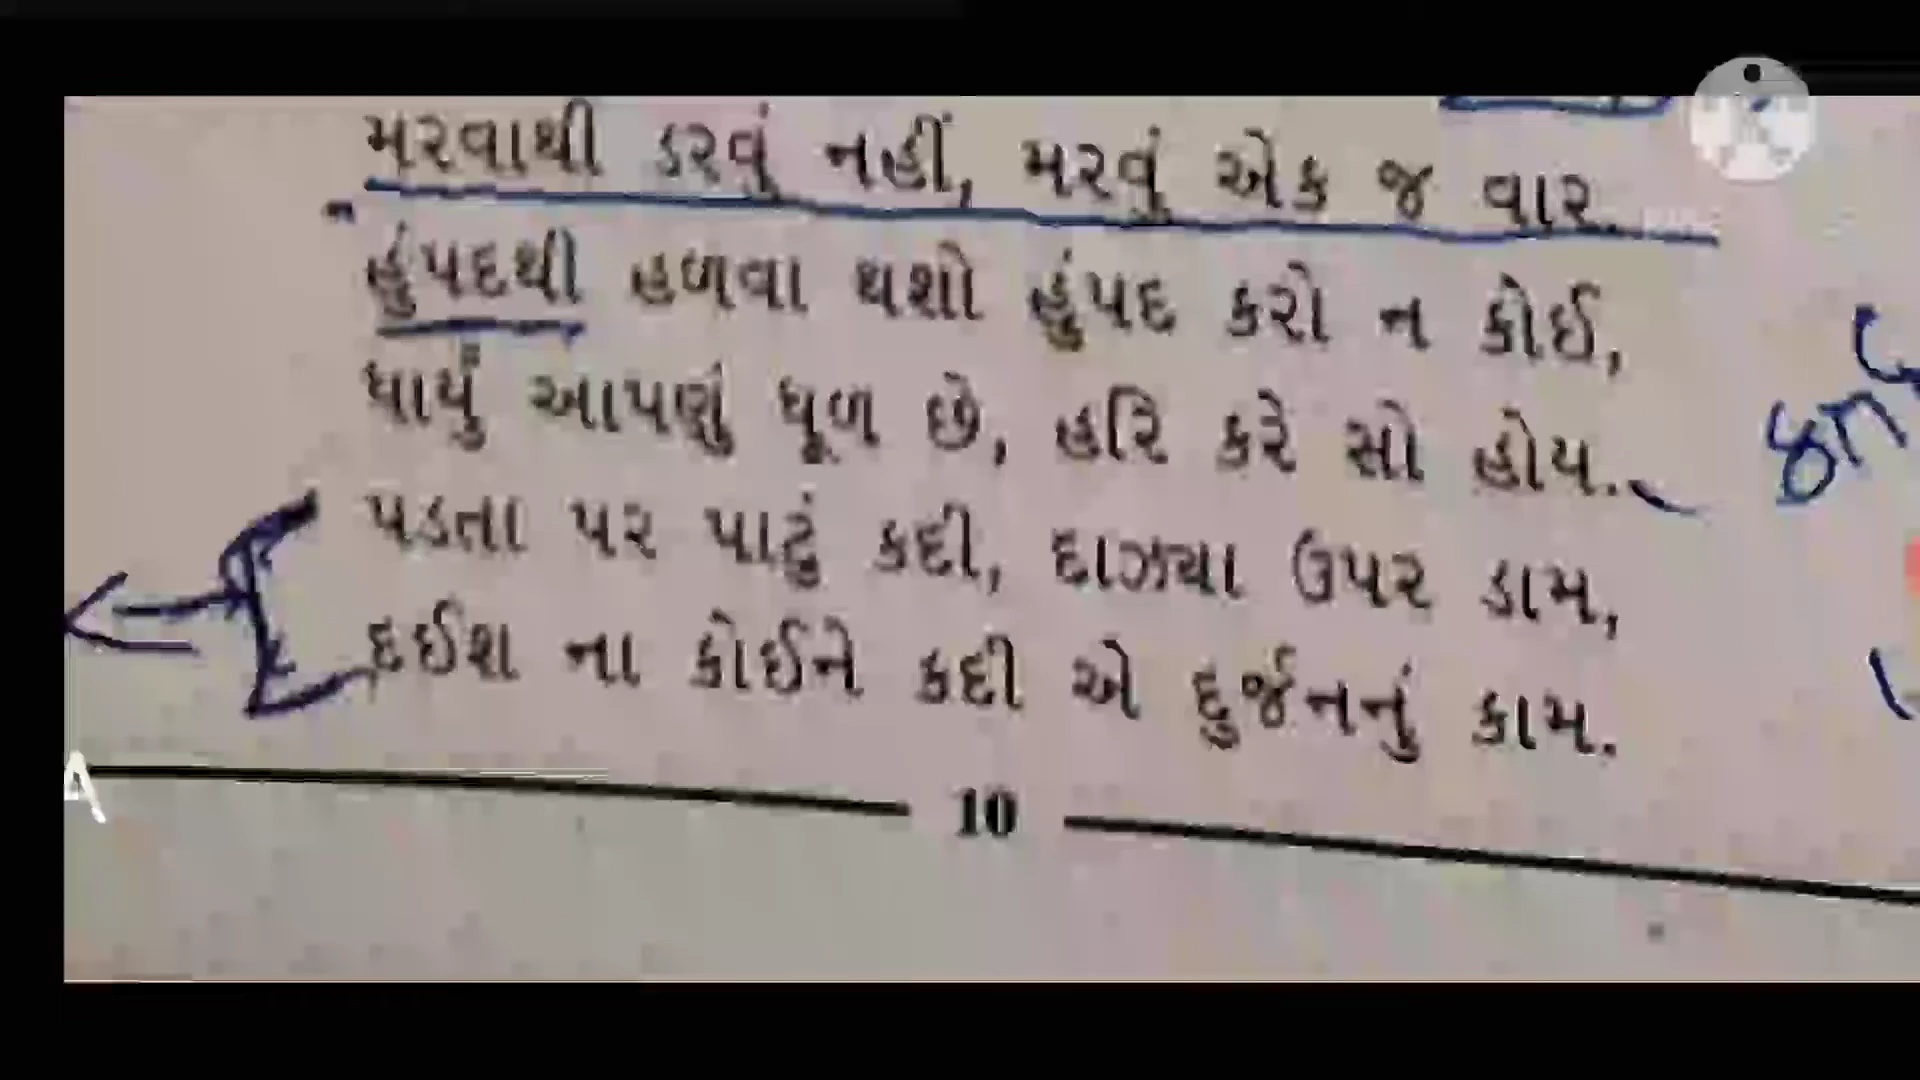 મરવાથી ડરવું નહીં, મરવું એક જ વાર.
હુંપદથી હળવા થશો હુંપદ કરો ન કોઈ,
ધાર્યું આપણું ધૂળ છે, હરિ કરે સો હોય.
પડતા પર પાટું કદી, દાઝ્યા ઉપર ડામ,
દઈશ ના કોઈને કદી એ દુર્જનનું કામ.
10